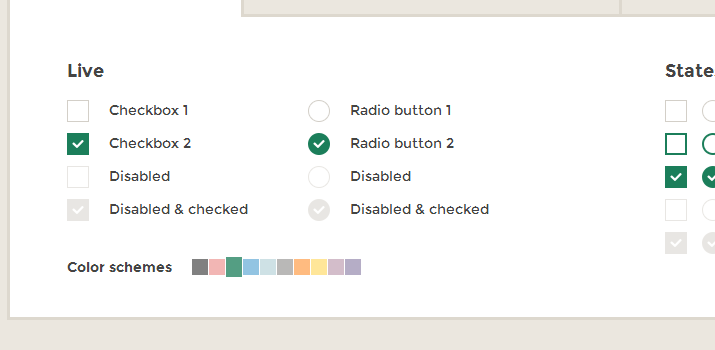 Live
State
Checkbox 1
Radio button 1
Checkbox 2
Radio button 2
Disabled
Disabled
Disabled & checked
Disabled & checked
Color schemes